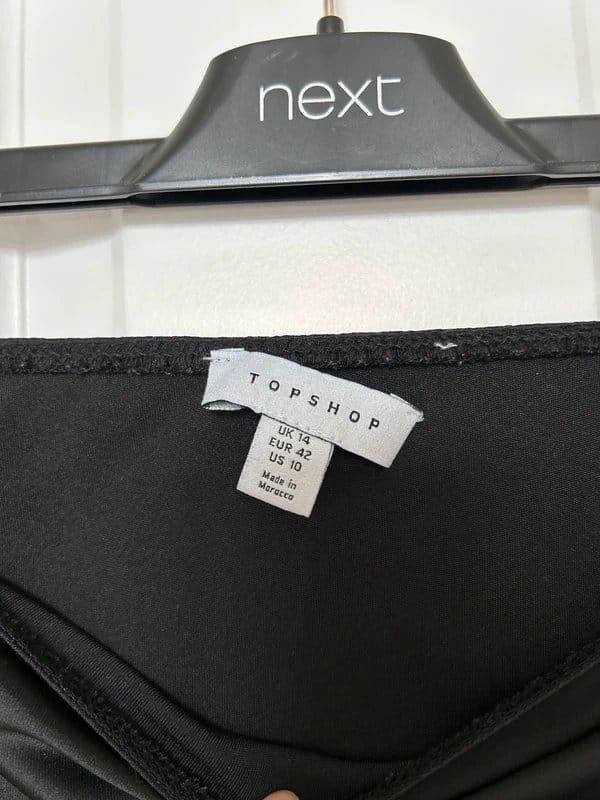 next
TOPSHOP
UK 14
EUR 42
US 10
Made in
Morocco